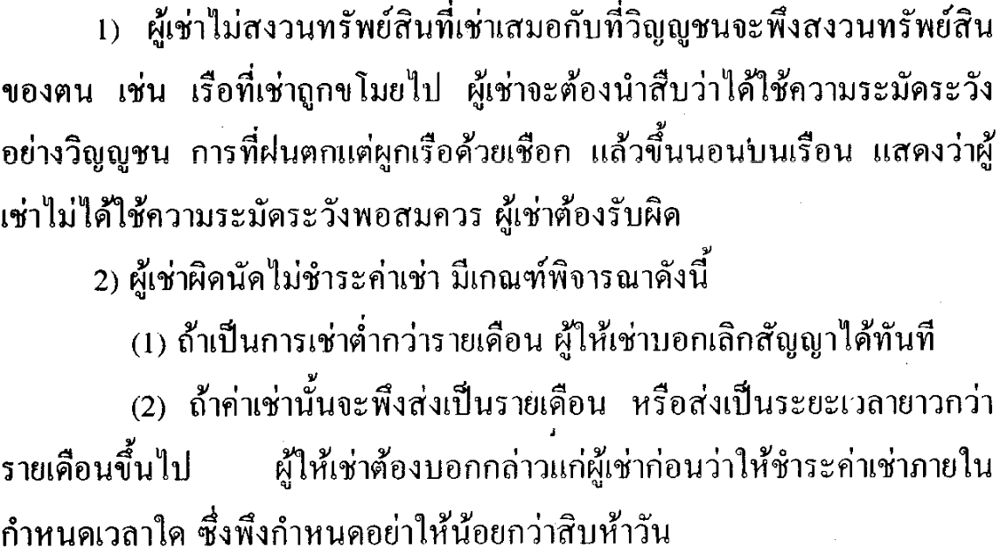 1) ผู้เช่าไม่สงวนทรัพย์สินที่เช่าเสมอกับที่วิญญูชนจะพึงสงวนทรัพย์สิน
ของตน เช่น เรือที่เช่าถูกขโมยไป ผู้เช่าจะต้องนำสืบว่าได้ใช้ความระมัดระวัง
อย่างวิญญูชน การที่ฝนตกแต่ผูกเรือด้วยเชือก แล้วขึ้นนอนบนเรือน แสดงว่าผู้
เช่าไม่ได้ใช้ความระมัดระวังพอสมควร ผู้เช่าต้องรับผิด
2) ผู้เช่าผิดนัดไม่ชำระค่าเช่า มีเกณฑ์พิจารณาดังนี้
(1) ถ้าเป็นการเช่าต่ำกว่ารายเดือน ผู้ให้เช่าบอกเลิกสัญญาได้ทันที
(2) ถ้าค่าเช่านั้นจะพึงส่งเป็นรายเดือน หรือส่งเป็นระยะเวลายาวกว่า
รายเดือนขึ้นไป ผู้ให้เช่าต้องบอกกล่าวแก่ผู้เช่าก่อนว่าให้ชำระค่าเช่าภายใน
กำหนดเวลาใด ซึ่งพึงกำหนดอย่าให้น้อยกว่าสิบห้าวัน